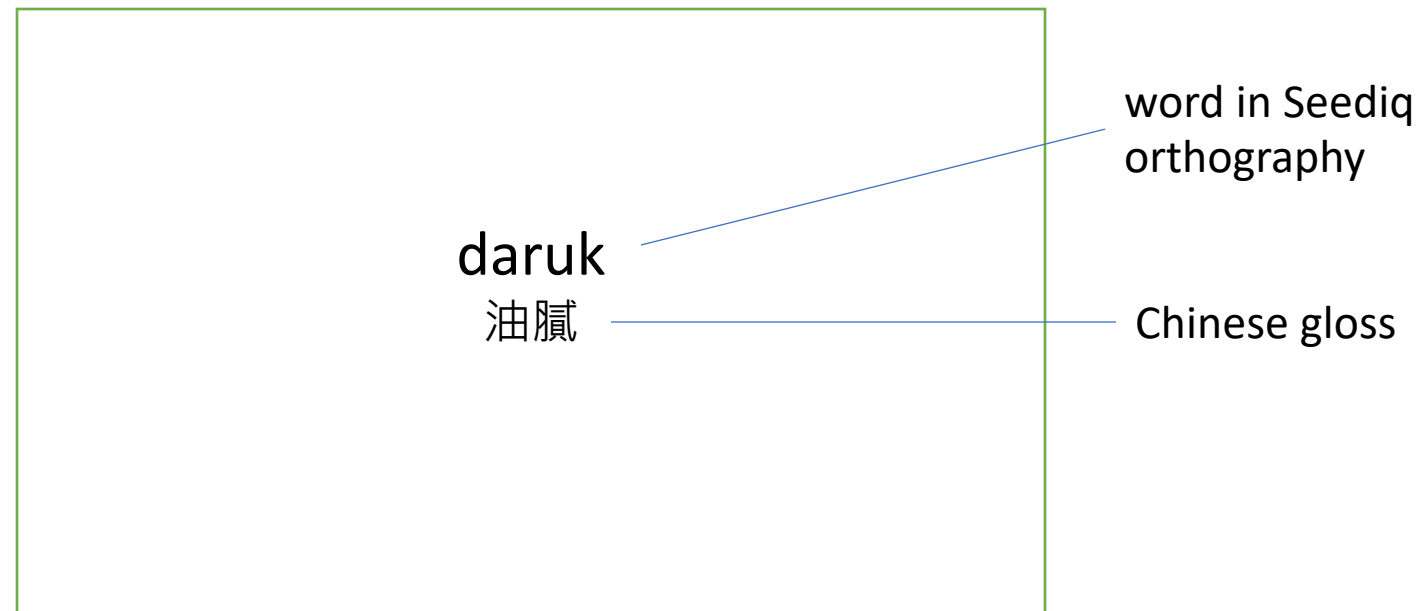 word in Seediq
orthography
daruk
油膩
Chinese gloss